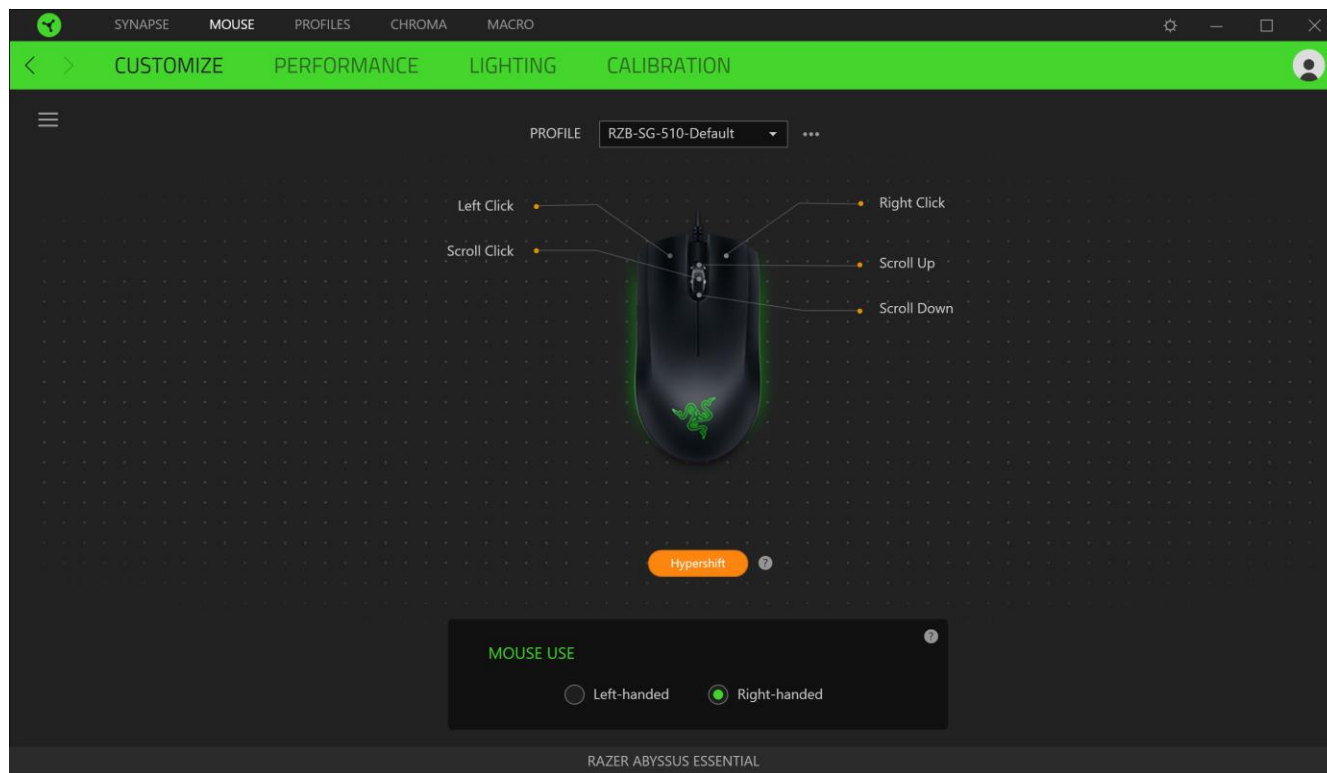 SYNAPSE MOUSE PROFILES CHROMA MACRO
CUSTOMIZE PERFORMANCE LIGHTING CALIBRATION
PROFILE RZB-SG-510-Default
Left Click
Right Click
Scroll Click
Scroll Up
Scroll Down
Hypershift ?
?
MOUSE USE
Left-handed Right-handed
RAZER ABYSSUS ESSENTIAL